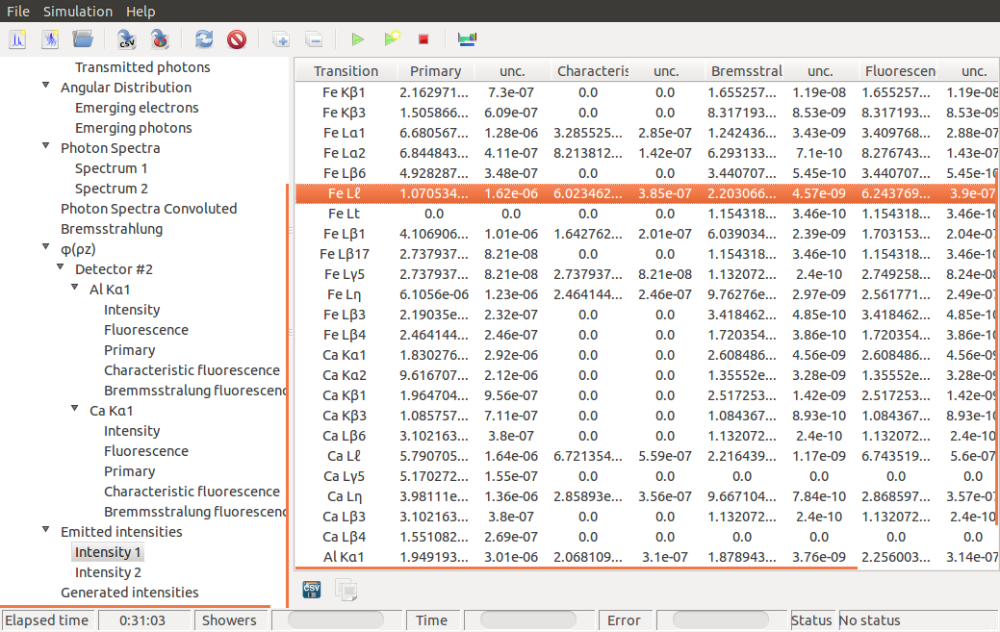 File Simulation Help
CSV
Transmitted photons
Angular Distribution
Emerging electrons
Emerging photons
Photon Spectra
Spectrum 1
Spectrum 2
Photon Spectra Convoluted
Bremsstrahlung
φ(ρz)
Detector #2
Al Kα1
Intensity
Fluorescence
Primary
Characteristic fluorescence
Bremmsstralung fluorescenc
Ca Kα1
Intensity
Fluorescence
Primary
Characteristic fluorescence
Bremmsstralung fluorescenc
Emitted intensities
Intensity 1
Intensity 2
Generated intensities
Transition Primary unc. Characteris unc. Bremsstral unc. Fluorescen unc.
Fe Kβ1 2.162971... 7.3e-07 0.0 0.0 1.655257... 1.19e-08 1.655257... 1.19e-08
Fe Kβ3 1.505866... 6.09e-07 0.0 0.0 8.317193... 8.53e-09 8.317193... 8.53e-09
Fe Lα1 6.680567... 1.28e-06 3.285525... 2.85e-07 1.242436... 3.43e-09 3.409768... 2.88e-07
Fe Lα2 6.844843... 4.11e-07 8.213812... 1.42e-07 6.293133... 7.1e-10 8.276743... 1.43e-07
Fe Lβ6 4.928287... 3.48e-07 0.0 0.0 3.440707... 5.45e-10 3.440707... 5.45e-10
Fe Lℓ 1.070534... 1.62e-06 6.023462... 3.85e-07 2.203066... 4.57e-09 6.243769... 3.9e-07
Fe Lt 0.0 0.0 0.0 0.0 1.154318... 3.46e-10 1.154318... 3.46e-10
Fe Lβ1 4.106906... 1.01e-06 1.642762... 2.01e-07 6.039034... 2.39e-09 1.703153... 2.04e-07
Fe Lβ17 2.737937... 8.21e-08 0.0 0.0 1.154318... 3.46e-10 1.154318... 3.46e-10
Fe Lγ5 2.737937... 8.21e-08 2.737937... 8.21e-08 1.132072... 2.4e-10 2.749258... 8.24e-08
Fe Lη 6.1056e-06 1.23e-06 2.464144... 2.46e-07 9.76276e... 2.97e-09 2.561771... 2.49e-07
Fe Lβ3 2.19035e... 2.32e-07 0.0 0.0 3.418462... 4.85e-10 3.418462... 4.85e-10
Fe Lβ4 2.464144... 2.46e-07 0.0 0.0 1.720354... 3.86e-10 1.720354... 3.86e-10
Ca Kα1 1.830276... 2.92e-06 0.0 0.0 2.608486... 4.56e-09 2.608486... 4.56e-09
Ca Kα2 9.616707... 2.12e-06 0.0 0.0 1.35552e... 3.28e-09 1.35552e... 3.28e-09
Ca Kβ1 1.964704... 9.56e-07 0.0 0.0 2.517253... 1.42e-09 2.517253... 1.42e-09
Ca Kβ3 1.085757... 7.11e-07 0.0 0.0 1.084367... 8.93e-10 1.084367... 8.93e-10
Ca Lβ6 3.102163... 3.8e-07 0.0 0.0 1.132072... 2.4e-10 1.132072... 2.4e-10
Ca Lℓ 5.790705... 1.64e-06 6.721354... 5.59e-07 2.216439... 1.17e-09 6.743519... 5.6e-07
Ca Lγ5 5.170272... 1.55e-07 0.0 0.0 0.0 0.0 0.0 0.0
Ca Lη 3.98111e... 1.36e-06 2.85893e... 3.56e-07 9.667104... 7.84e-10 2.868597... 3.57e-07
Ca Lβ3 3.102163... 3.8e-07 0.0 0.0 1.132072... 2.4e-10 1.132072... 2.4e-10
Ca Lβ4 1.551082... 2.69e-07 0.0 0.0 0.0 0.0 0.0 0.0
Al Kα1 1.949193... 3.01e-06 2.068109... 3.1e-07 1.878943... 3.76e-09 2.256003... 3.14e-07
CSV
Elapsed time 0:31:03 Showers Time Error Status No status